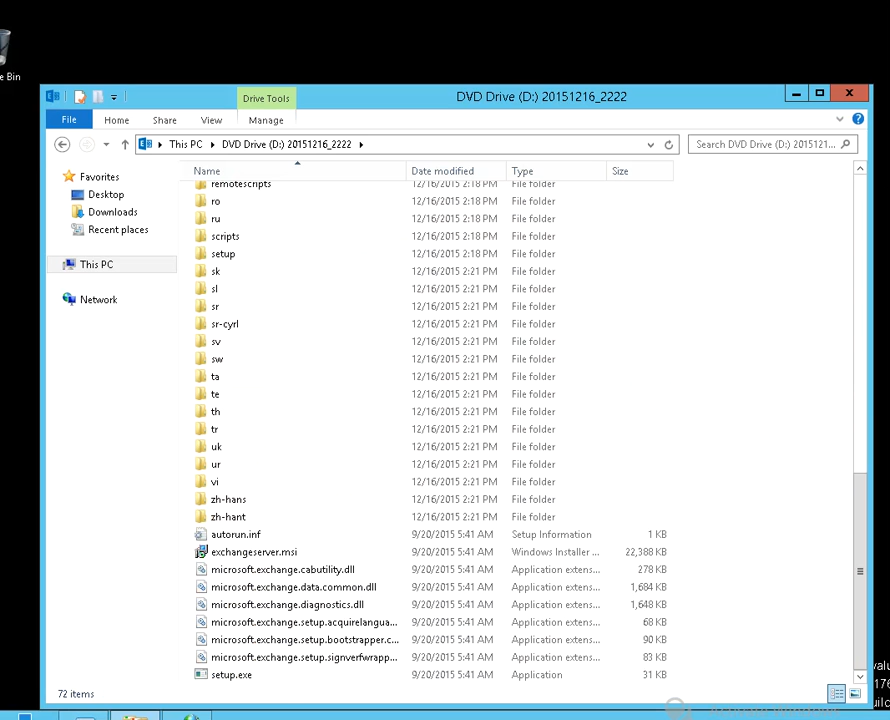 e Bin
Drive Tools
DVD Drive (D:) 20151216_2222
File Home Share View Manage
This PC DVD Drive (D:) 20151216_2222
Search DVD Drive (D:) 2015121...
Name Date modified Type Size
Favorites
Desktop
Downloads
Recent places
This PC
Network
remotescripts 12/16/2015 2:18 PM File folder
ro 12/16/2015 2:18 PM File folder
ru 12/16/2015 2:18 PM File folder
scripts 12/16/2015 2:18 PM File folder
setup 12/16/2015 2:18 PM File folder
sk 12/16/2015 2:21 PM File folder
sl 12/16/2015 2:21 PM File folder
sr 12/16/2015 2:21 PM File folder
sr-cyrl 12/16/2015 2:21 PM File folder
sv 12/16/2015 2:21 PM File folder
sw 12/16/2015 2:21 PM File folder
ta 12/16/2015 2:21 PM File folder
te 12/16/2015 2:21 PM File folder
th 12/16/2015 2:21 PM File folder
tr 12/16/2015 2:21 PM File folder
uk 12/16/2015 2:21 PM File folder
ur 12/16/2015 2:21 PM File folder
vi 12/16/2015 2:21 PM File folder
zh-hans 12/16/2015 2:21 PM File folder
zh-hant 12/16/2015 2:21 PM File folder
autorun.inf 9/20/2015 5:41 AM Setup Information 1 KB
exchangeserver.msi 9/20/2015 5:41 AM Windows Installer ... 22,388 KB
microsoft.exchange.cabutility.dll 9/20/2015 5:41 AM Application extens... 278 KB
microsoft.exchange.data.common.dll 9/20/2015 5:41 AM Application extens... 1,684 KB
microsoft.exchange.diagnostics.dll 9/20/2015 5:41 AM Application extens... 1,648 KB
microsoft.exchange.setup.acquirelangua... 9/20/2015 5:41 AM Application extens... 68 KB
microsoft.exchange.setup.bootstrapper.c... 9/20/2015 5:41 AM Application extens... 90 KB
microsoft.exchange.setup.signverfwrapp... 9/20/2015 5:41 AM Application extens... 83 KB
setup.exe 9/20/2015 5:41 AM Application 31 KB
72 items